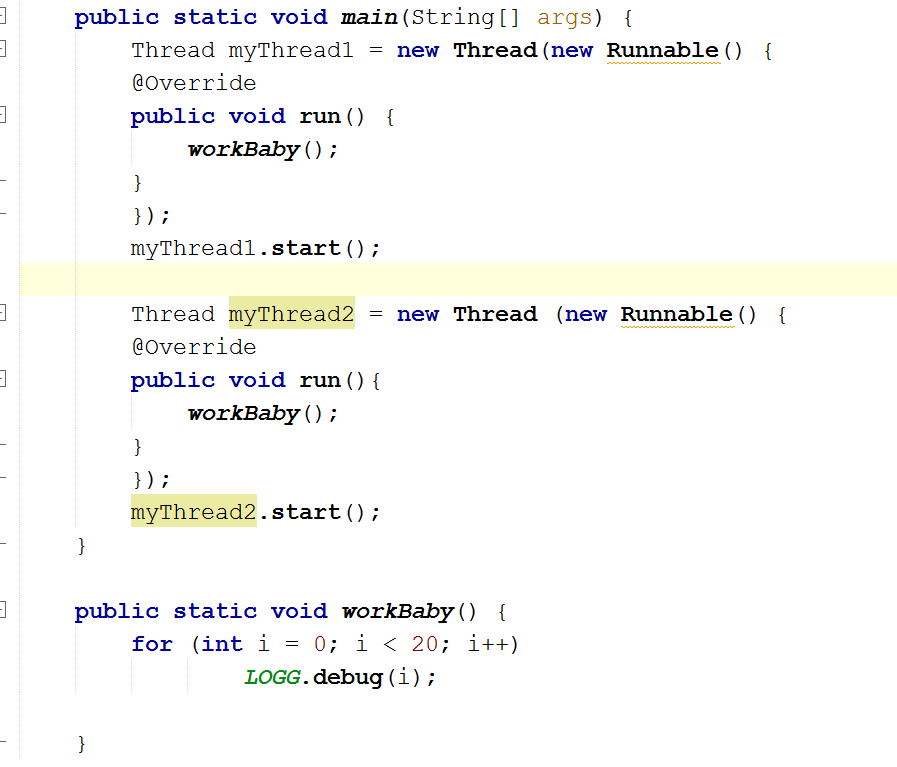 public static void main(String[] args) {
Thread myThread1 = new Thread(new Runnable() {
@Override
public void run() {
workBaby();
}
});
myThread1.start();
Thread myThread2 = new Thread (new Runnable() {
@Override
public void run(){
workBaby();
}
});
myThread2.start();
}
public static void workBaby() {
for (int i = 0; i < 20; i++)
LOGG.debug(i);
}